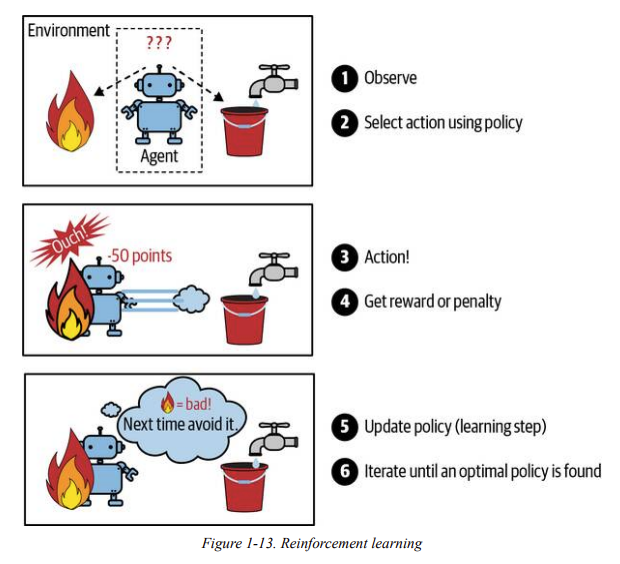 Environment
???
Agent
1 Observe
2 Select action using policy
Ouch!
-50 points
3 Action!
4 Get reward or penalty
= bad!
Next time avoid it.
5 Update policy (learning step)
6 Iterate until an optimal policy is found
Figure 1-13. Reinforcement learning